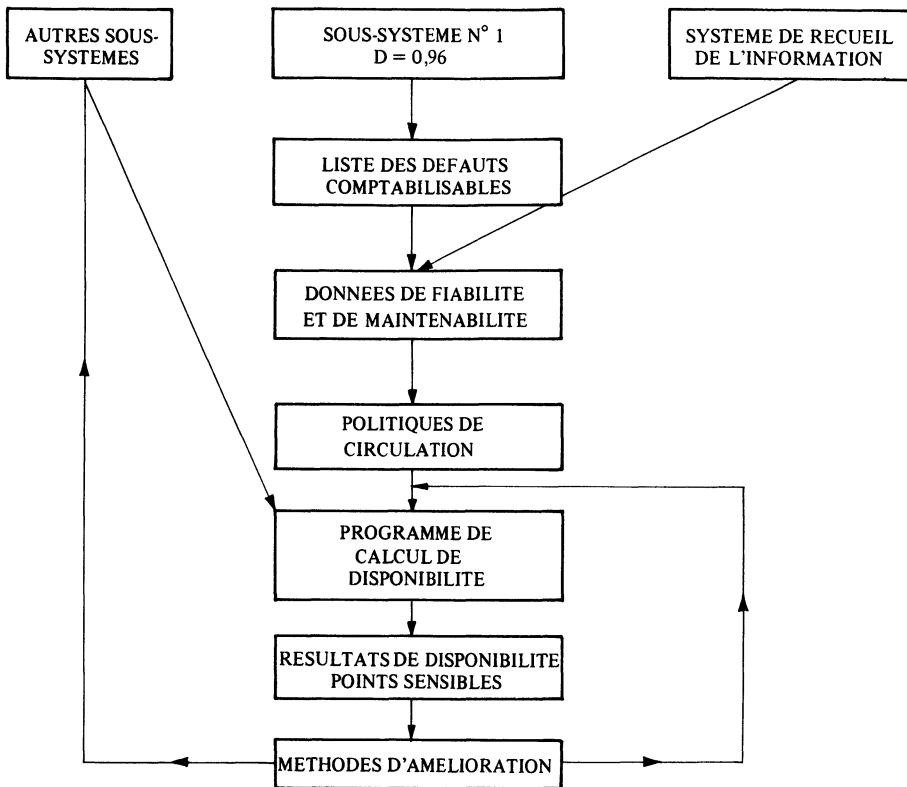 AUTRES SOUS-
SYSTEMES
SOUS-SYSTEME N° 1
D = 0,96
SYSTEME DE RECUEIL
DE L'INFORMATION
LISTE DES DEFAUTS
COMPTABILISABLES
DONNEES DE FIABILITE
ET DE MAINTENABILITE
POLITIQUES DE
CIRCULATION
PROGRAMME DE
CALCUL DE
DISPONIBILITE
RESULTATS DE DISPONIBILITE
POINTS SENSIBLES
METHODES D'AMELIORATION